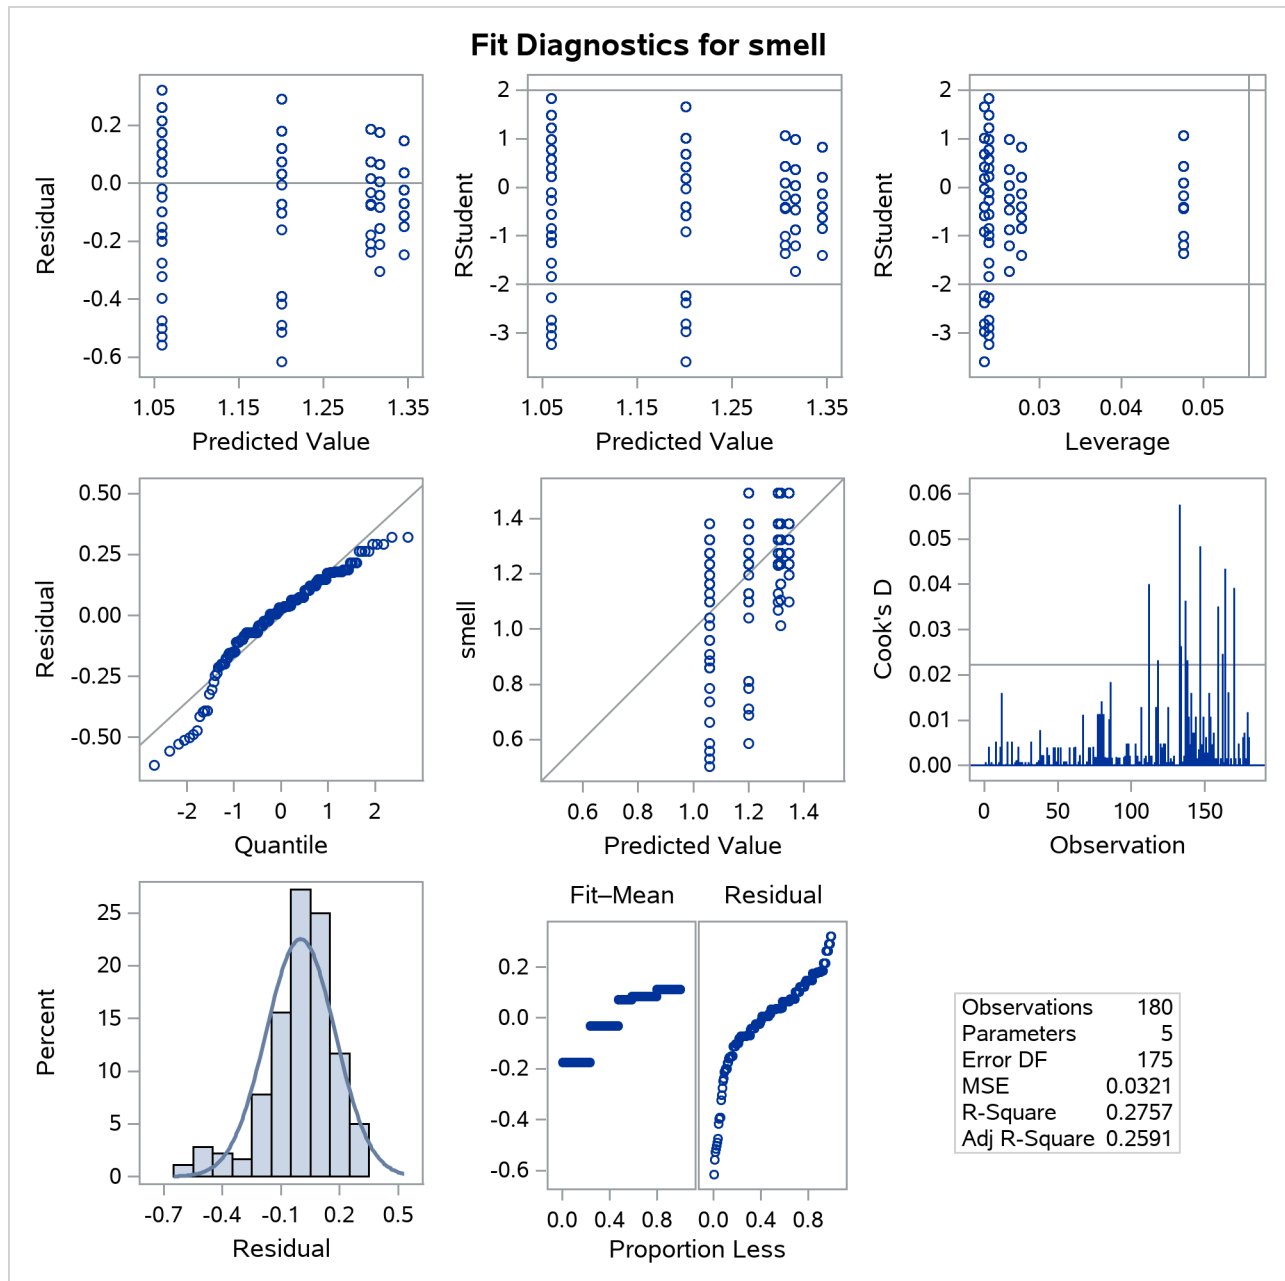 Fit Diagnostics for smell
0.2
0.0
-0.2
-0.4
-0.6
Residual
1.05 1.15 1.25 1.35
Predicted Value
2
1
0
-1
-2
-3
RStudent
1.05 1.15 1.25 1.35
Predicted Value
2
1
0
-1
-2
-3
RStudent
0.03 0.04 0.05
Leverage
0.50
0.25
0.00
-0.25
-0.50
Residual
-2 -1 0 1 2
Quantile
1.4
1.2
1.0
0.8
0.6
smell
0.6 0.8 1.0 1.2 1.4
Predicted Value
0.06
0.05
0.04
0.03
0.02
0.01
0.00
Cook's D
0 50 100 150
Observation
25
20
15
10
5
0
Percent
-0.7 -0.4 -0.1 0.2 0.5
Residual
Fit–Mean Residual
0.2
0.0
-0.2
-0.4
-0.6
0.0 0.4 0.8 0.0 0.4 0.8
Proportion Less
Observations 180
Parameters 5
Error DF 175
MSE 0.0321
R-Square 0.2757
Adj R-Square 0.2591